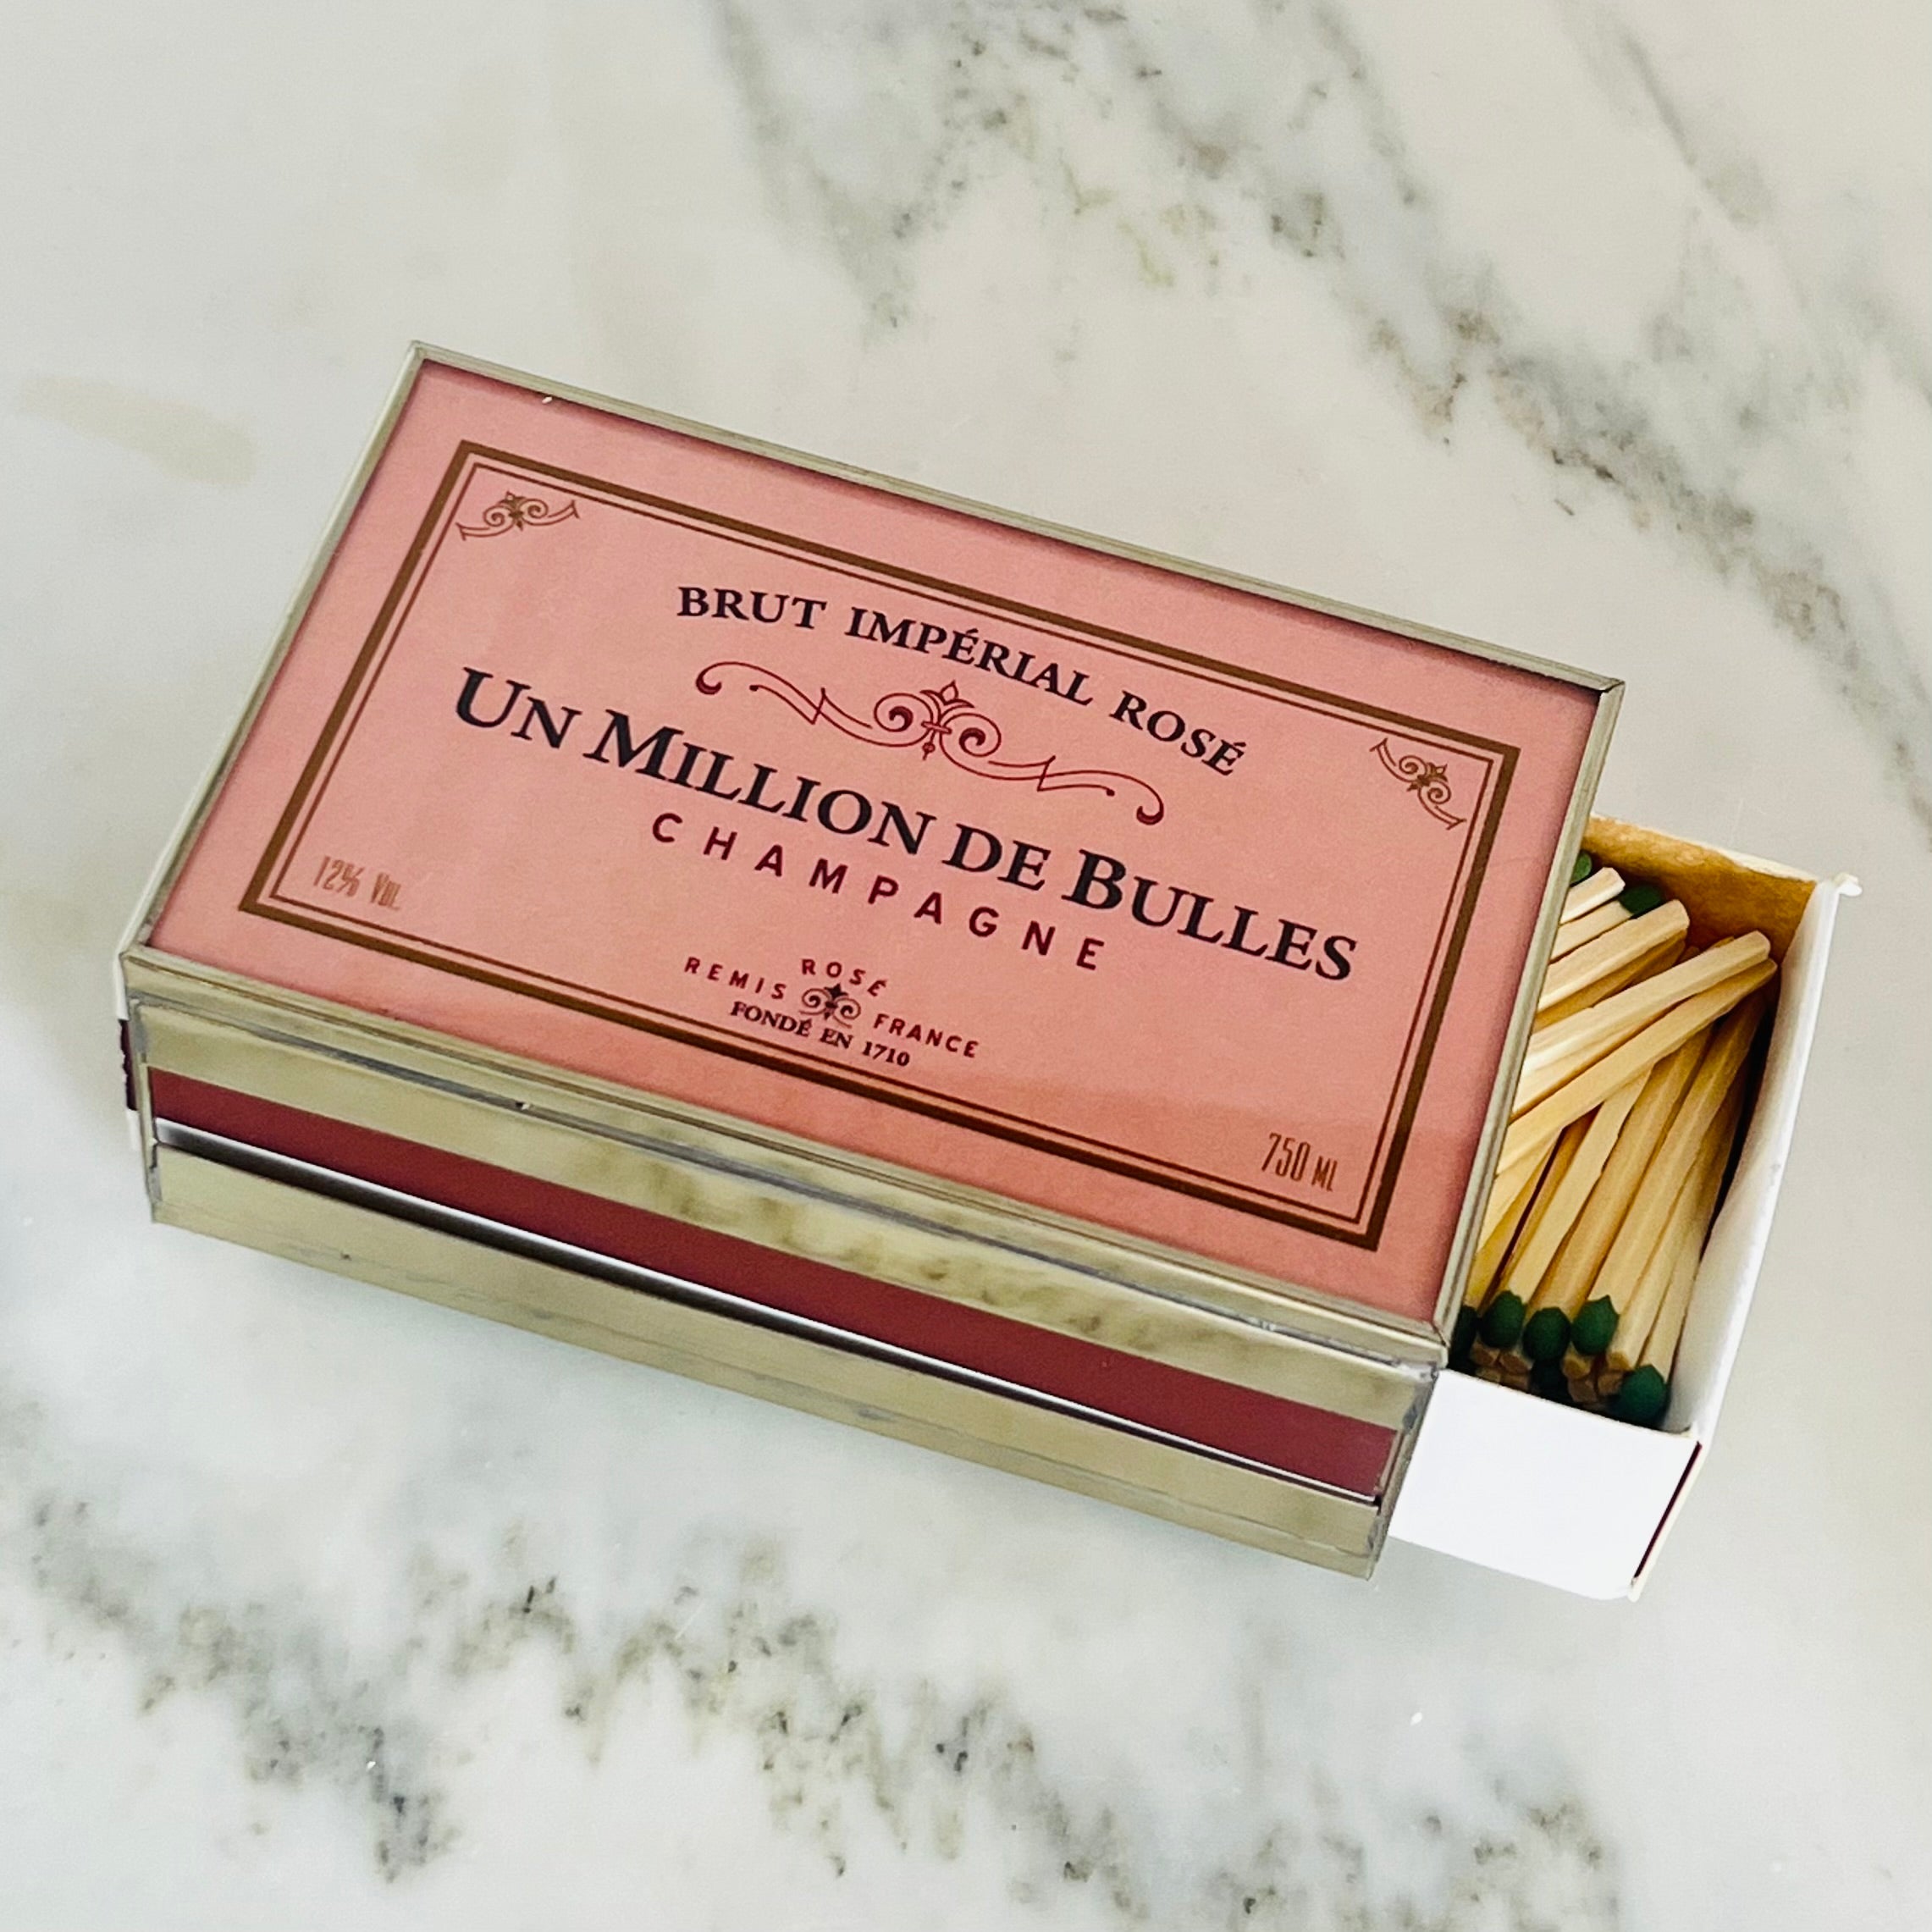 BRUT IMPÉRIAL ROSÉ
UN MILLION DE BULLES
CHAMPAGNE
ROSÉ
REMIS FRANCE
FONDÉ EN 1710
12% VOL.
750 ML